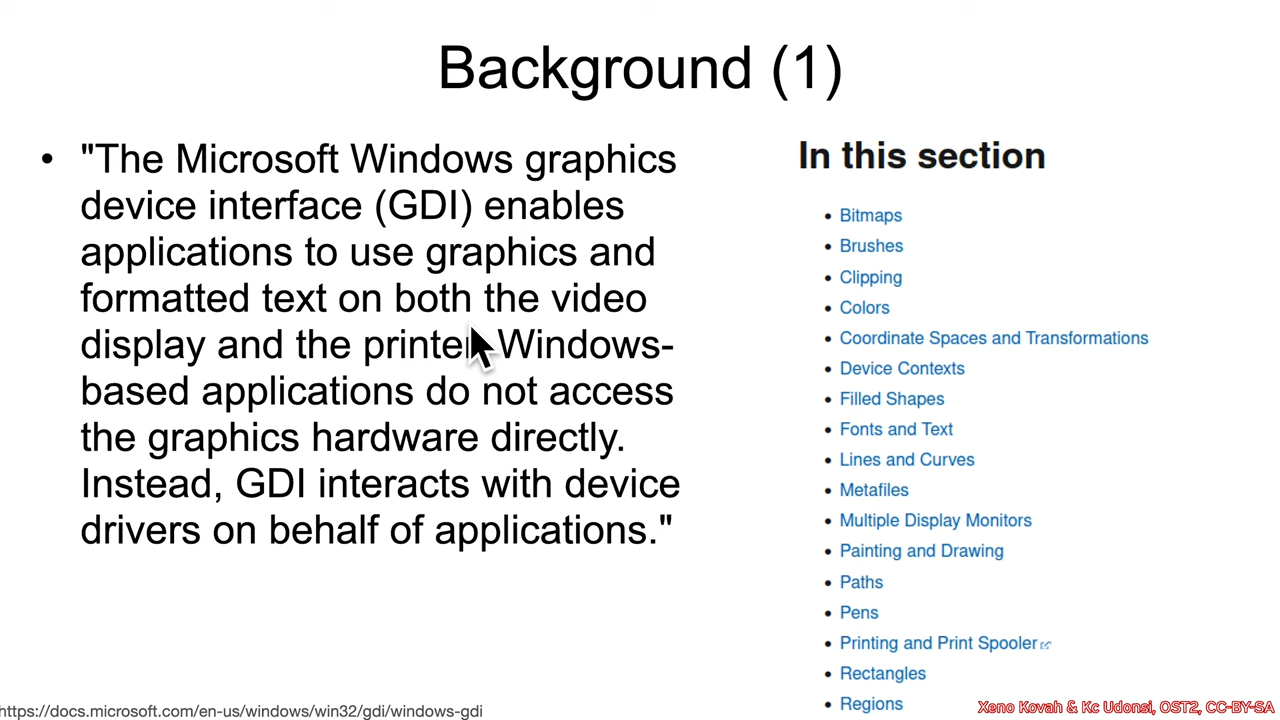 Background (1)
• "The Microsoft Windows graphics
device interface (GDI) enables
applications to use graphics and
formatted text on both the video
display and the printer. Windows-
based applications do not access
the graphics hardware directly.
Instead, GDI interacts with device
drivers on behalf of applications."
In this section
• Bitmaps
• Brushes
• Clipping
• Colors
• Coordinate Spaces and Transformations
• Device Contexts
• Filled Shapes
• Fonts and Text
• Lines and Curves
• Metafiles
• Multiple Display Monitors
• Painting and Drawing
• Paths
• Pens
• Printing and Print Spooler
• Rectangles
• Regions
https://docs.microsoft.com/en-us/windows/win32/gdi/windows-gdi
Xeno Kovah & Kc Udonsi, OST2, CC-BY-SA